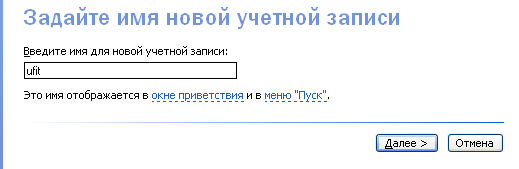 Задайте имя новой учетной записи
Введите имя для новой учетной записи:
ufit
Это имя отображается в окне приветствия и в меню "Пуск".
Далее > Отмена